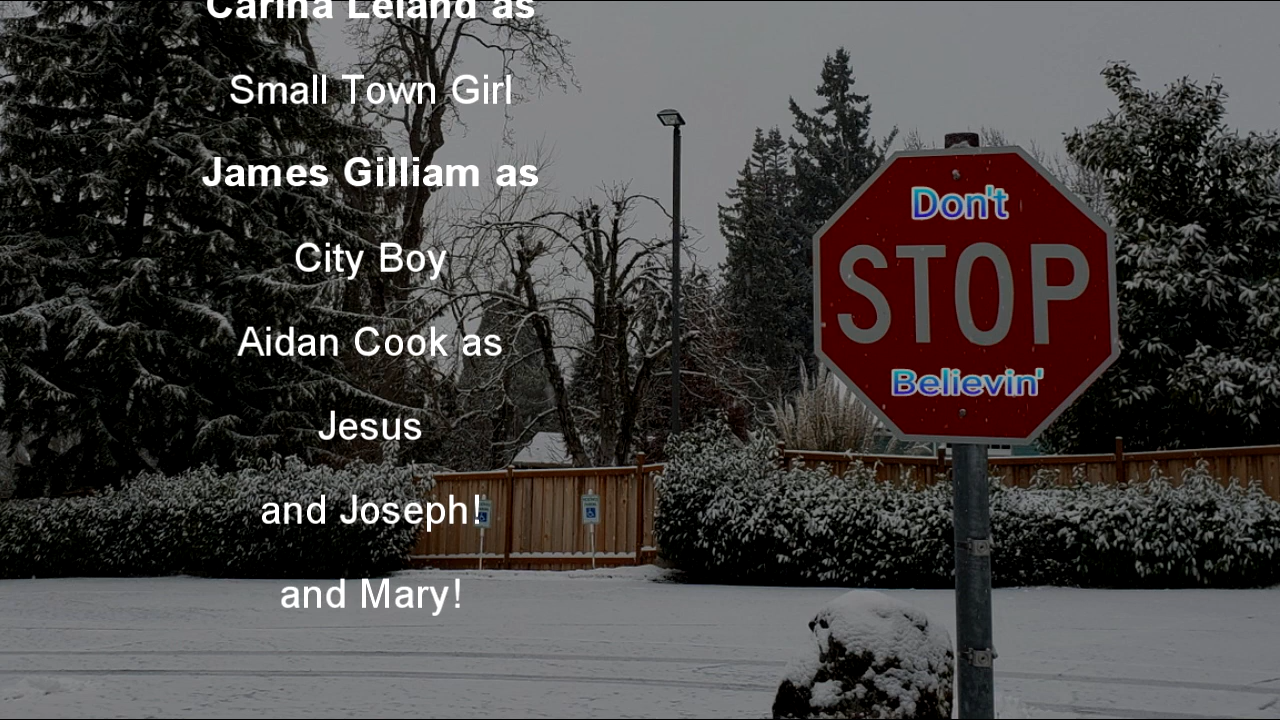 Carina Leland as
Small Town Girl
James Gilliam as
City Boy
Aidan Cook as
Jesus
and Joseph!
and Mary!
Don't
STOP
Believin'